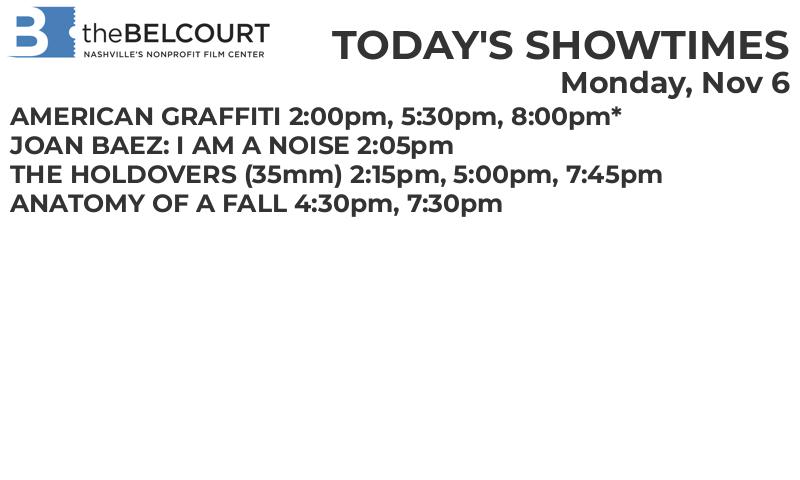 B theBELCOURT
NASHVILLE'S NONPROFIT FILM CENTER
TODAY'S SHOWTIMES
Monday, Nov 6
AMERICAN GRAFFITI 2:00pm, 5:30pm, 8:00pm*
JOAN BAEZ: I AM A NOISE 2:05pm
THE HOLDOVERS (35mm) 2:15pm, 5:00pm, 7:45pm
ANATOMY OF A FALL 4:30pm, 7:30pm